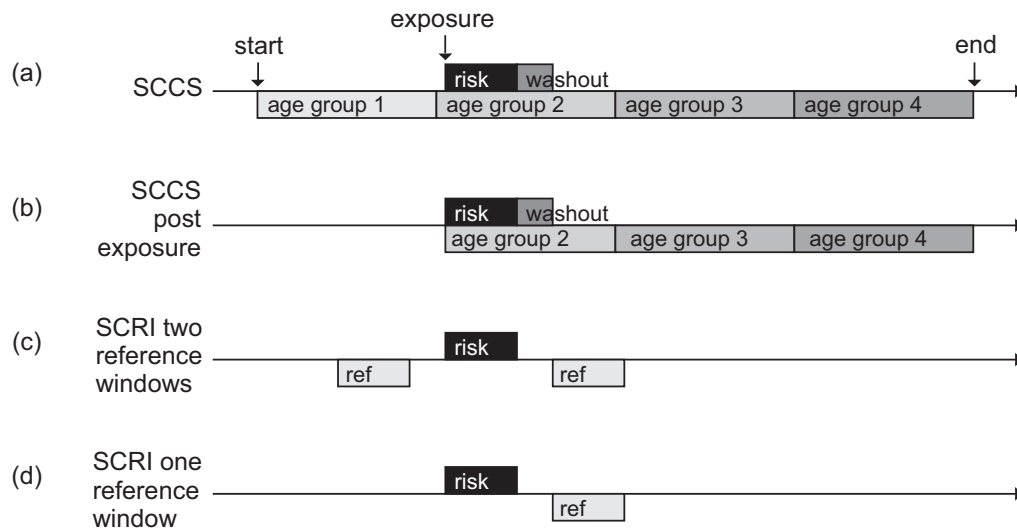 exposure
start
end
(a)
SCCS
risk
washout
age group 1
age group 2
age group 3
age group 4
(b)
SCCS
post
exposure
risk
washout
age group 2
age group 3
age group 4
(c)
SCRI two
reference
windows
risk
ref
ref
(d)
SCRI one
reference
window
risk
ref